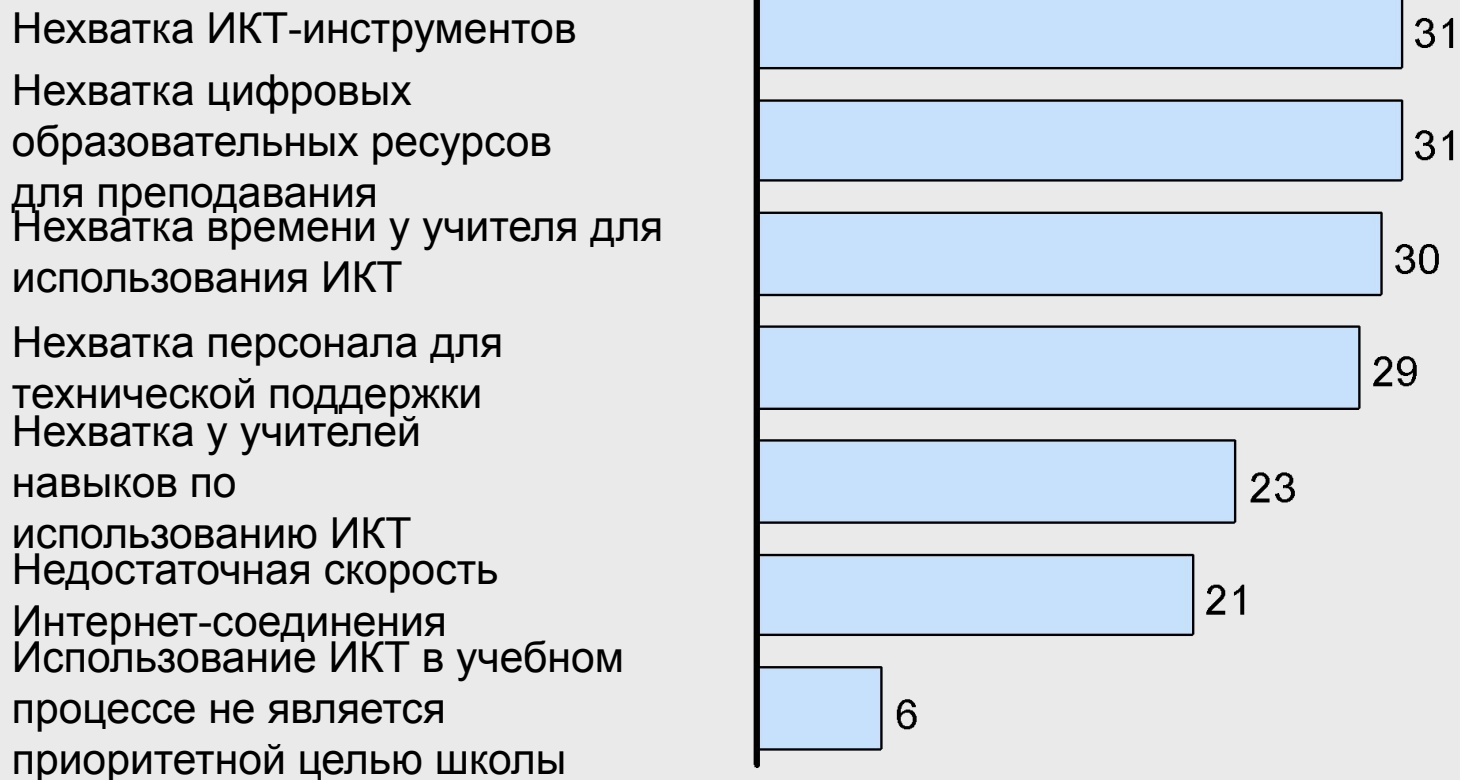 Нехватка ИКТ-инструментов
31
Нехватка цифровых
образовательных ресурсов
для преподавания
31
Нехватка времени у учителя для
использования ИКТ
30
Нехватка персонала для
технической поддержки
29
Нехватка у учителей
навыков по
использованию ИКТ
23
Недостаточная скорость
Интернет-соединения
21
Использование ИКТ в учебном
процессе не является
приоритетной целью школы
6